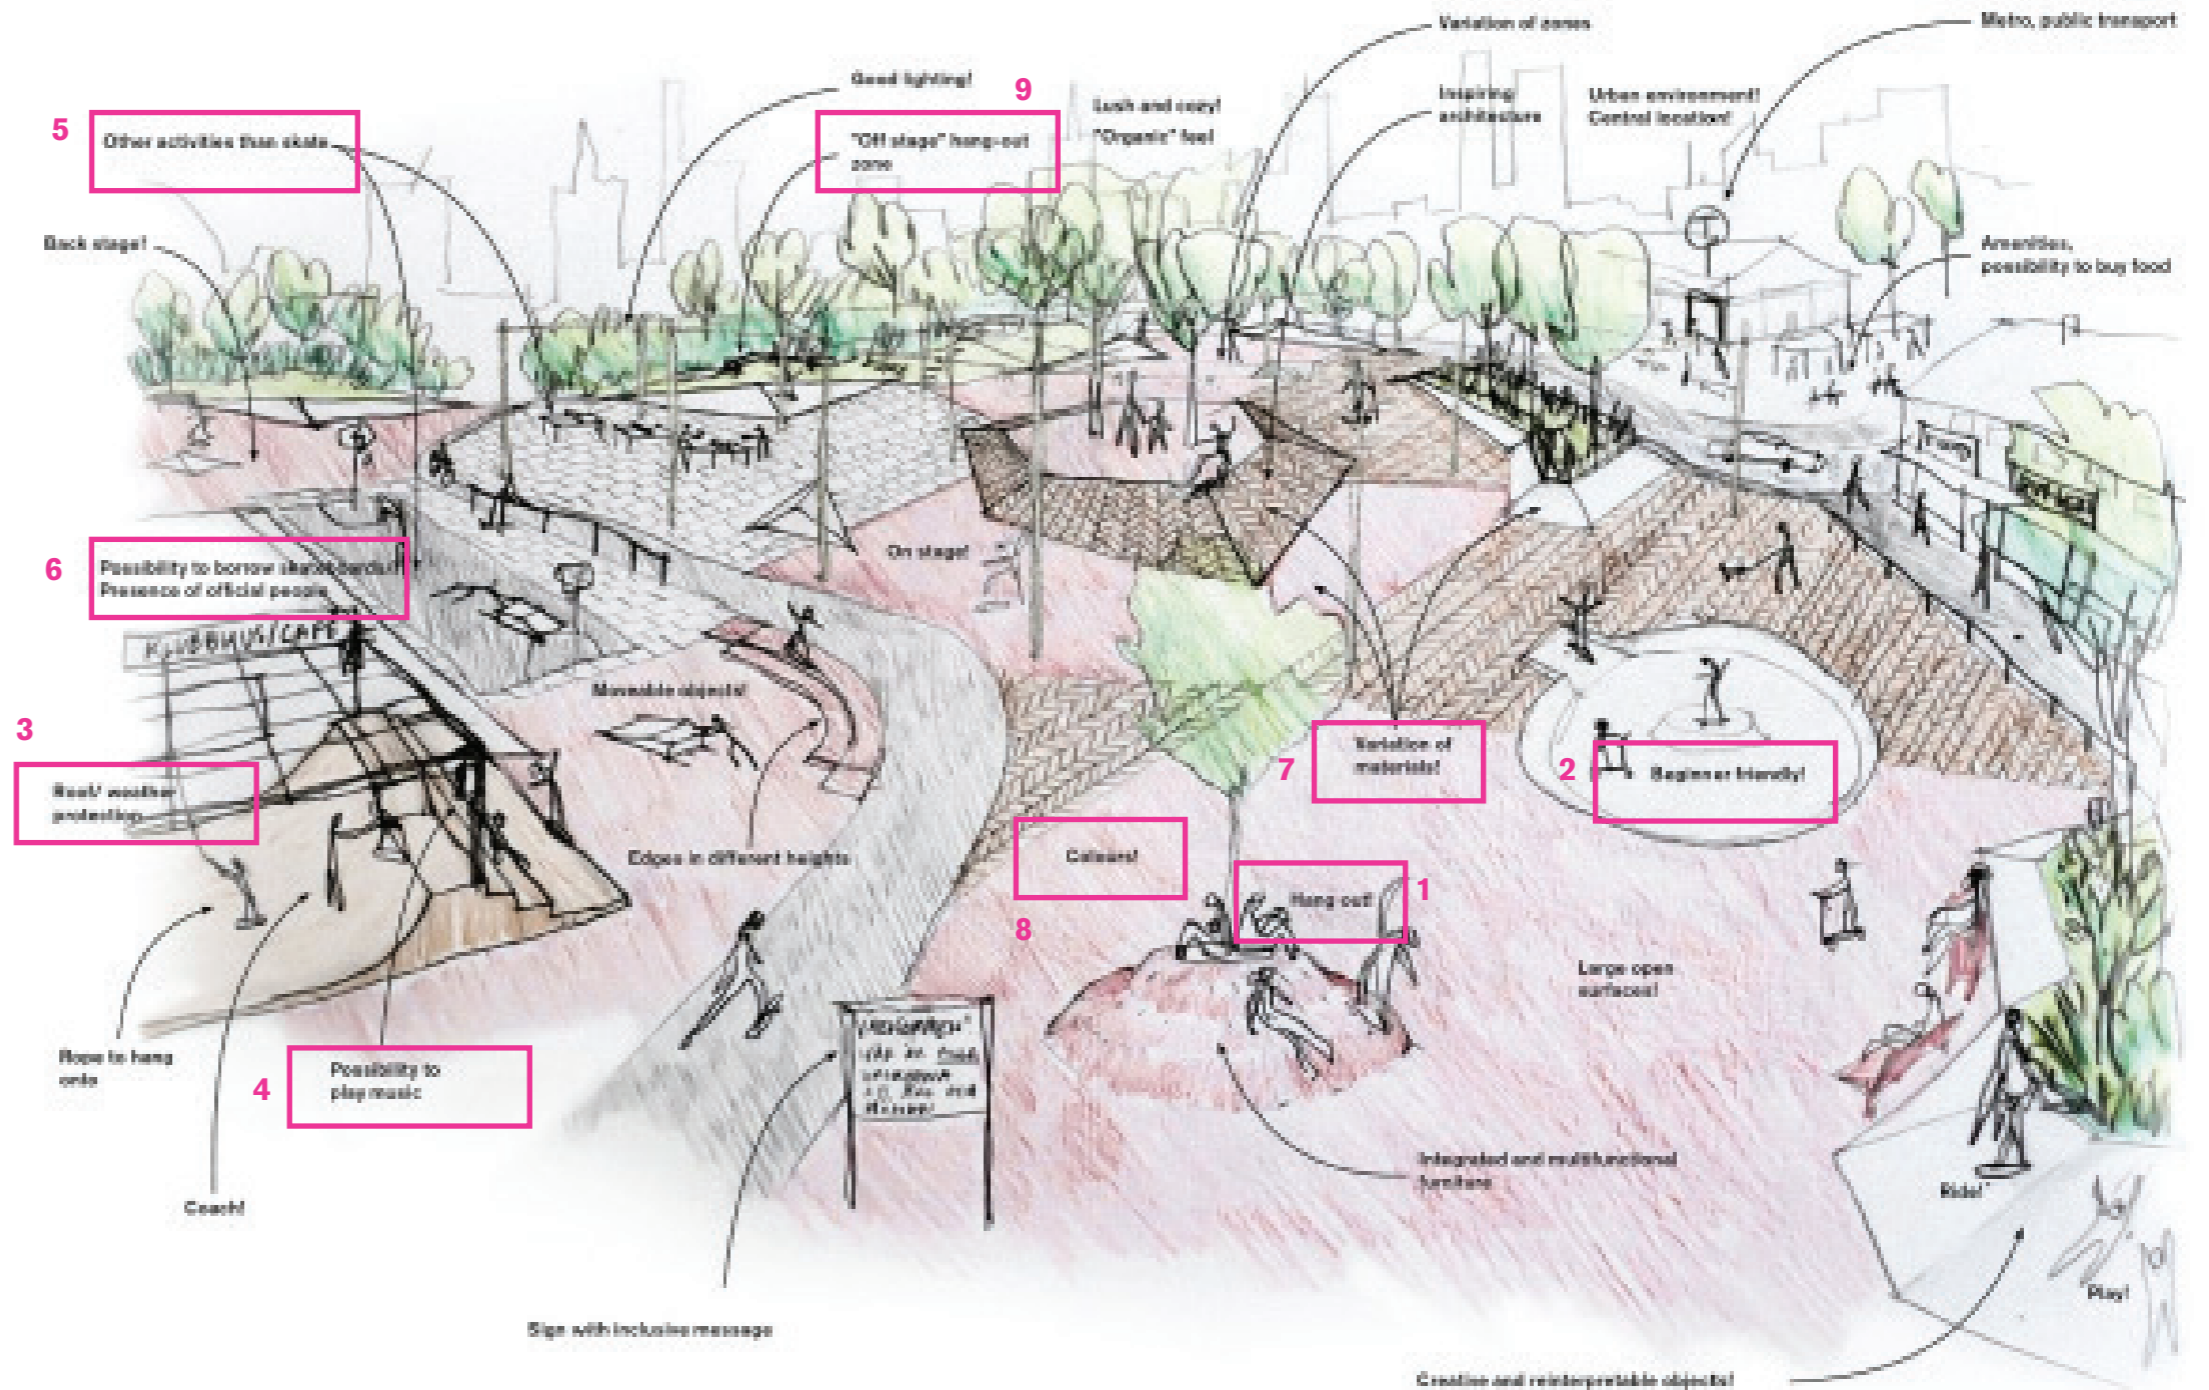 Variation of zones
Metro, public transport
Good lighting!
9
Lush and cozy!
"Organic" feel
Inspiring
architecture
Urban environment!
Central location!
5
Other activities than skate
"Off stage" hang-out
zone
Back stage!
Amenities,
possibility to buy food
T
On stage!
6
Possibility to borrow skateboards!
Presence of official people
KLUBBHUS/CAFE
Moveable objects!
3
Roof/ weather
protection
7
Variation of
materials!
2
Beginner friendly!
Edges in different heights
Colours!
8
Hang out!
1
Large open
surfaces!
Rope to hang
onto
4
Possibility to
play music
Coach!
Integrated and multifunctional
furniture
Ride!
Play!
Sign with inclusive message
Creative and reinterpretable objects!